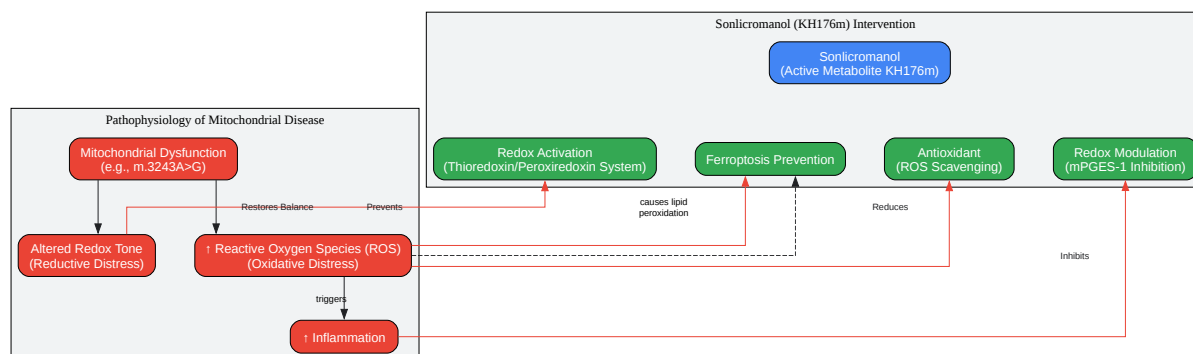 Sonlicromanol (KH176m) Intervention
Sonlicromanol
(Active Metabolite KH176m)
Pathophysiology of Mitochondrial Disease
Mitochondrial Dysfunction
(e.g., m.3243A>G)
Redox Activation
(Thioredoxin/Peroxiredoxin System)
Ferroptosis Prevention
Antioxidant
(ROS Scavenging)
Redox Modulation
(mPGES-1 Inhibition)
Restores Balance
Prevents
causes lipid
peroxidation
Reduces
Altered Redox Tone
(Reductive Distress)
↑ Reactive Oxygen Species (ROS)
(Oxidative Distress)
Inhibits
triggers
↑ Inflammation